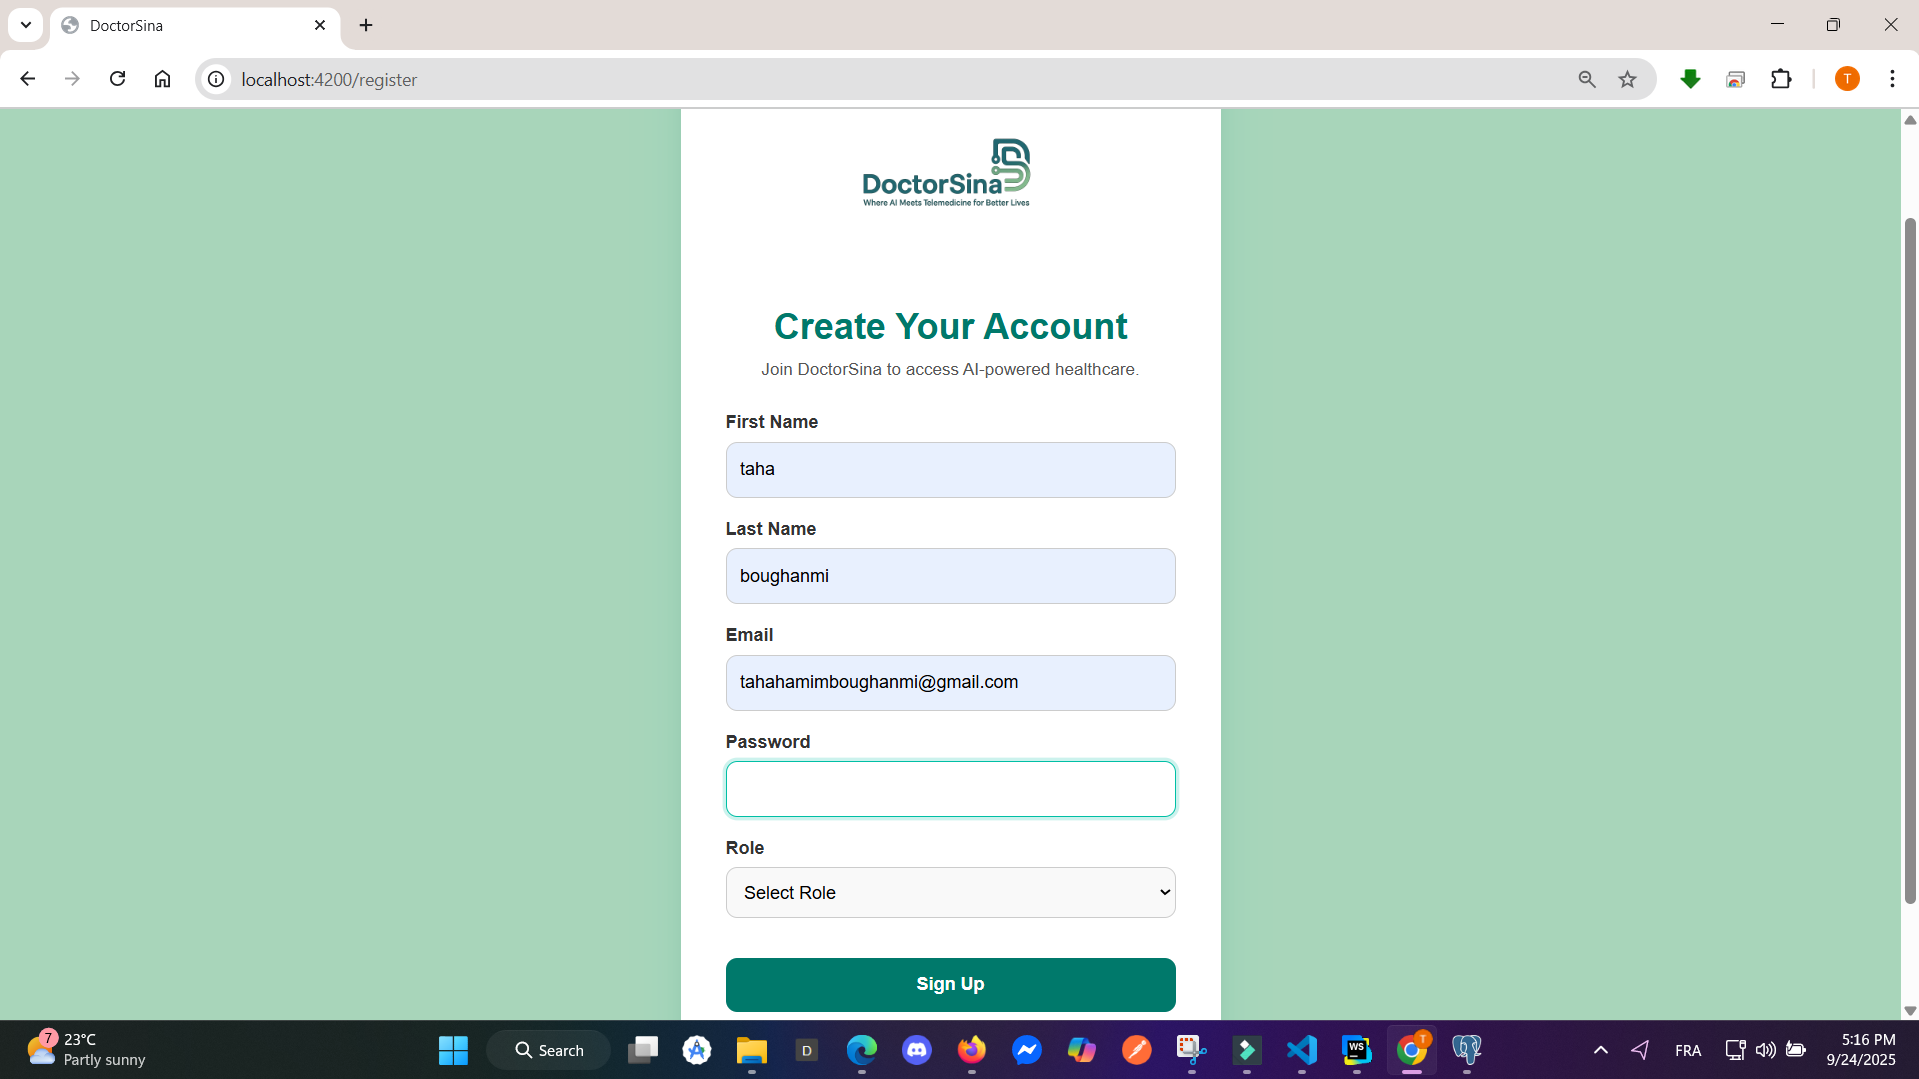 DoctorSina
localhost:4200/register
T
DoctorSina
Where AI Meets Telemedicine for Better Lives
Create Your Account
Join DoctorSina to access AI-powered healthcare.
First Name
taha
Last Name
boughanmi
Email
tahahamimboughanmi@gmail.com
Password
Role
Select Role
Sign Up
7
23°C
Partly sunny
Search
D
WS
T
FRA
5:16 PM
9/24/2025